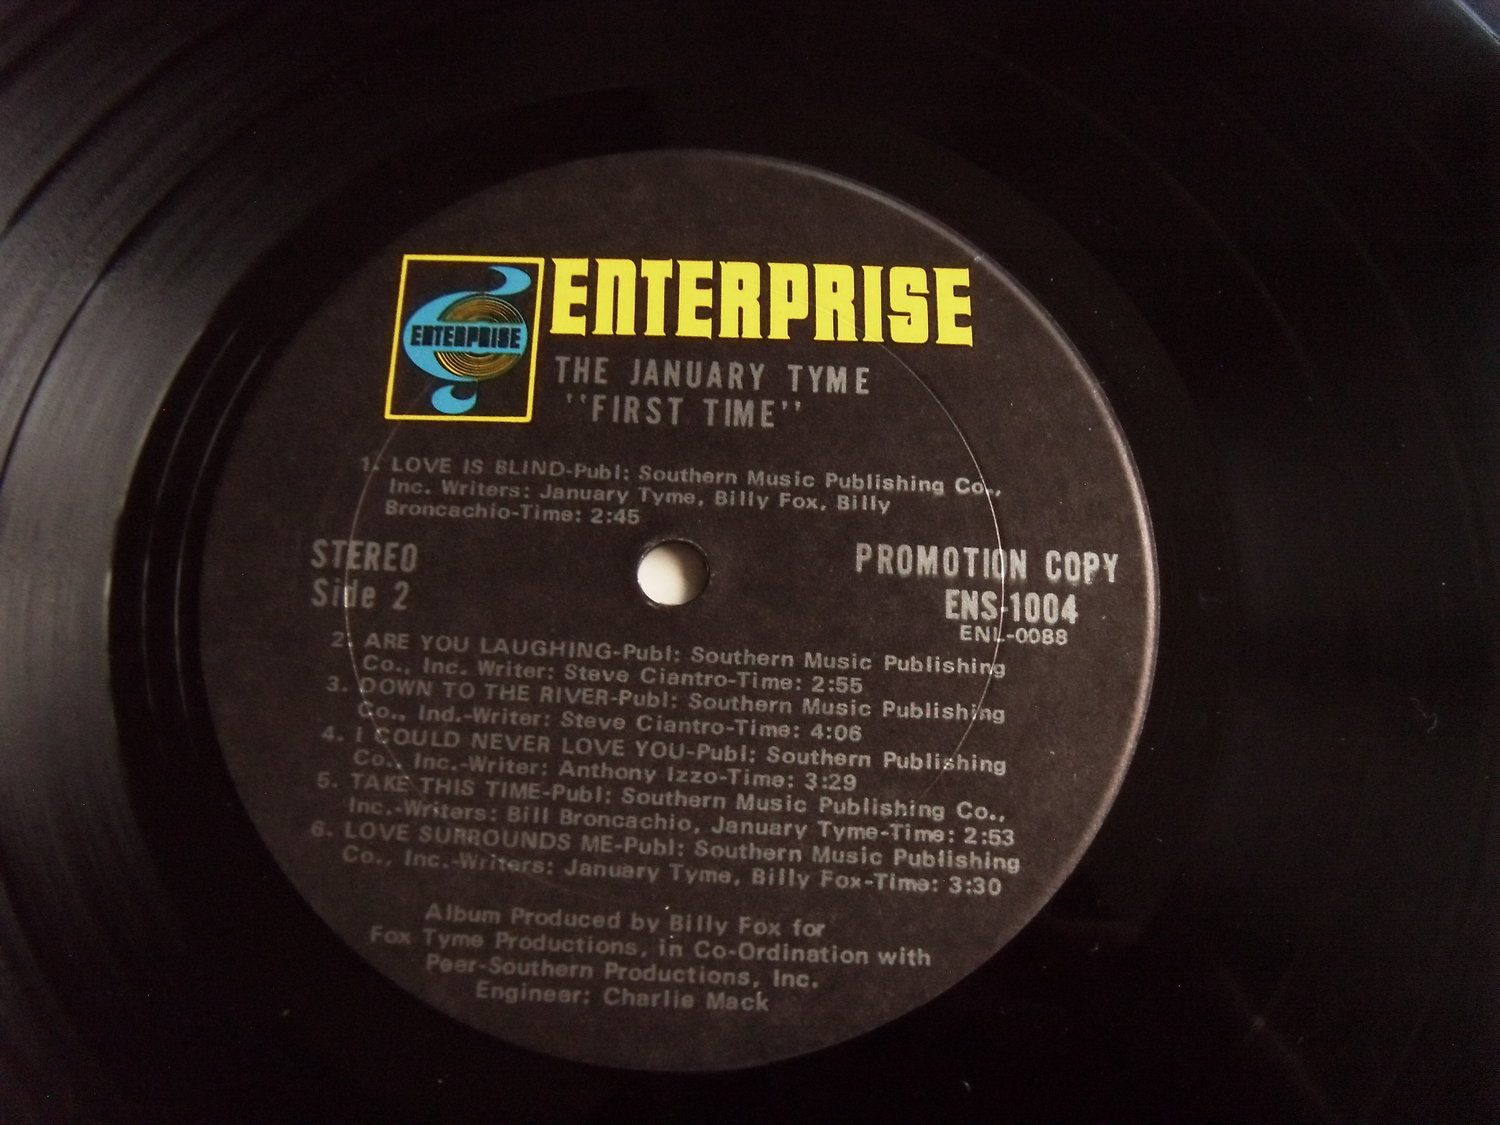 ENTERPRISE
ENTERPRISE
THE JANUARY TYME
"FIRST TIME"
1. LOVE IS BLIND-Publ: Southern Music Publishing Co.,
Inc. Writers: January Tyme, Billy Fox, Billy
Broncachio-Time: 2:45
STEREO
Side 2
PROMOTION COPY
ENS-1004
ENL-0088
2. ARE YOU LAUGHING-Publ: Southern Music Publishing
Co., Inc. Writer: Steve Ciantro-Time: 2:55
3. DOWN TO THE RIVER-Publ: Southern Music Publishing
Co., Ind.-Writer: Steve Ciantro-Time: 4:06
4. I COULD NEVER LOVE YOU-Publ: Southern Publishing
Co., Inc.-Writer: Anthony Izzo-Time: 3:29
5. TAKE THIS TIME-Publ: Southern Music Publishing Co.,
Inc.-Writers: Bill Broncachio, January Tyme-Time: 2:53
6. LOVE SURROUNDS ME-Publ: Southern Music Publishing
Co., Inc.-Writers: January Tyme, Billy Fox-Time: 3:30
Album Produced by Billy Fox for
Fox Tyme Productions, in Co-Ordination with
Peer-Southern Productions, Inc.
Engineer: Charlie Mack